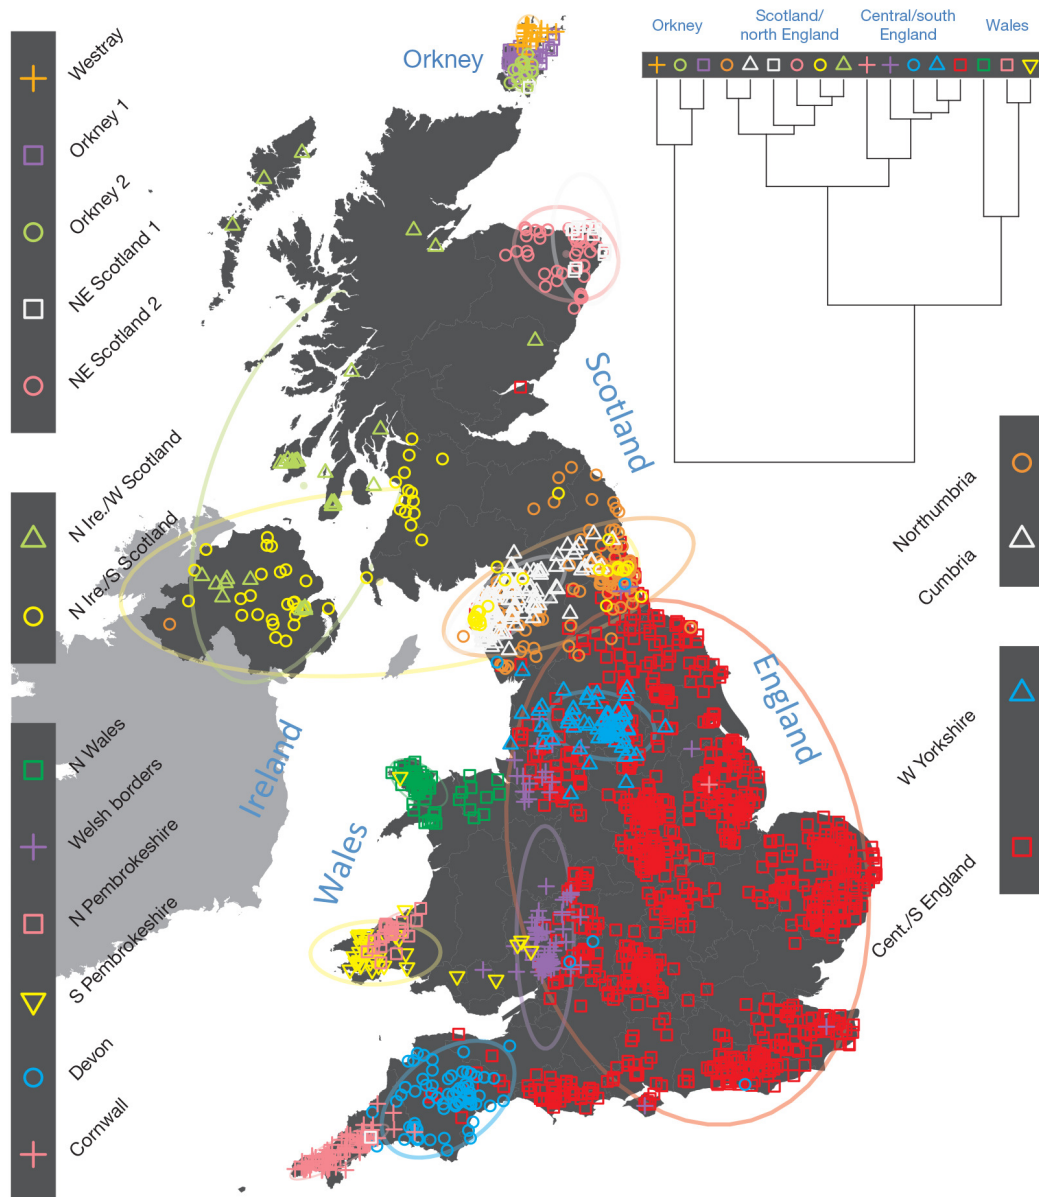 Orkney
Scotland/
north England
Central/south
England
Wales
Orkney
Westray
Orkney 1
Orkney 2
NE Scotland 1
NE Scotland 2
N Ire./W Scotland
N Ire./S Scotland
N Wales
Welsh borders
N Pembrokeshire
S Pembrokeshire
Devon
Cornwall
Scotland
England
Ireland
Wales
Northumbria
Cumbria
W Yorkshire
Cent./S England